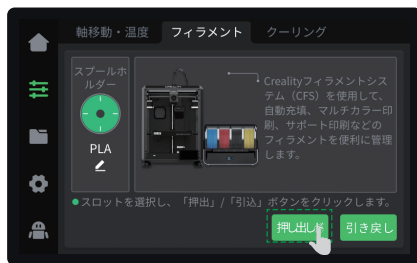 軸移動・温度 フィラメント クーリング
スプールホ
ルダー
PLA
Crealityフィラメントシス
テム（CFS）を使用して、
自動充填、マルチカラー印
刷、サポート印刷などの
フィラメントを便利に管理
します。
スロットを選択し、「押出」/「引込」ボタンをクリックします。
押し出し 引き戻し